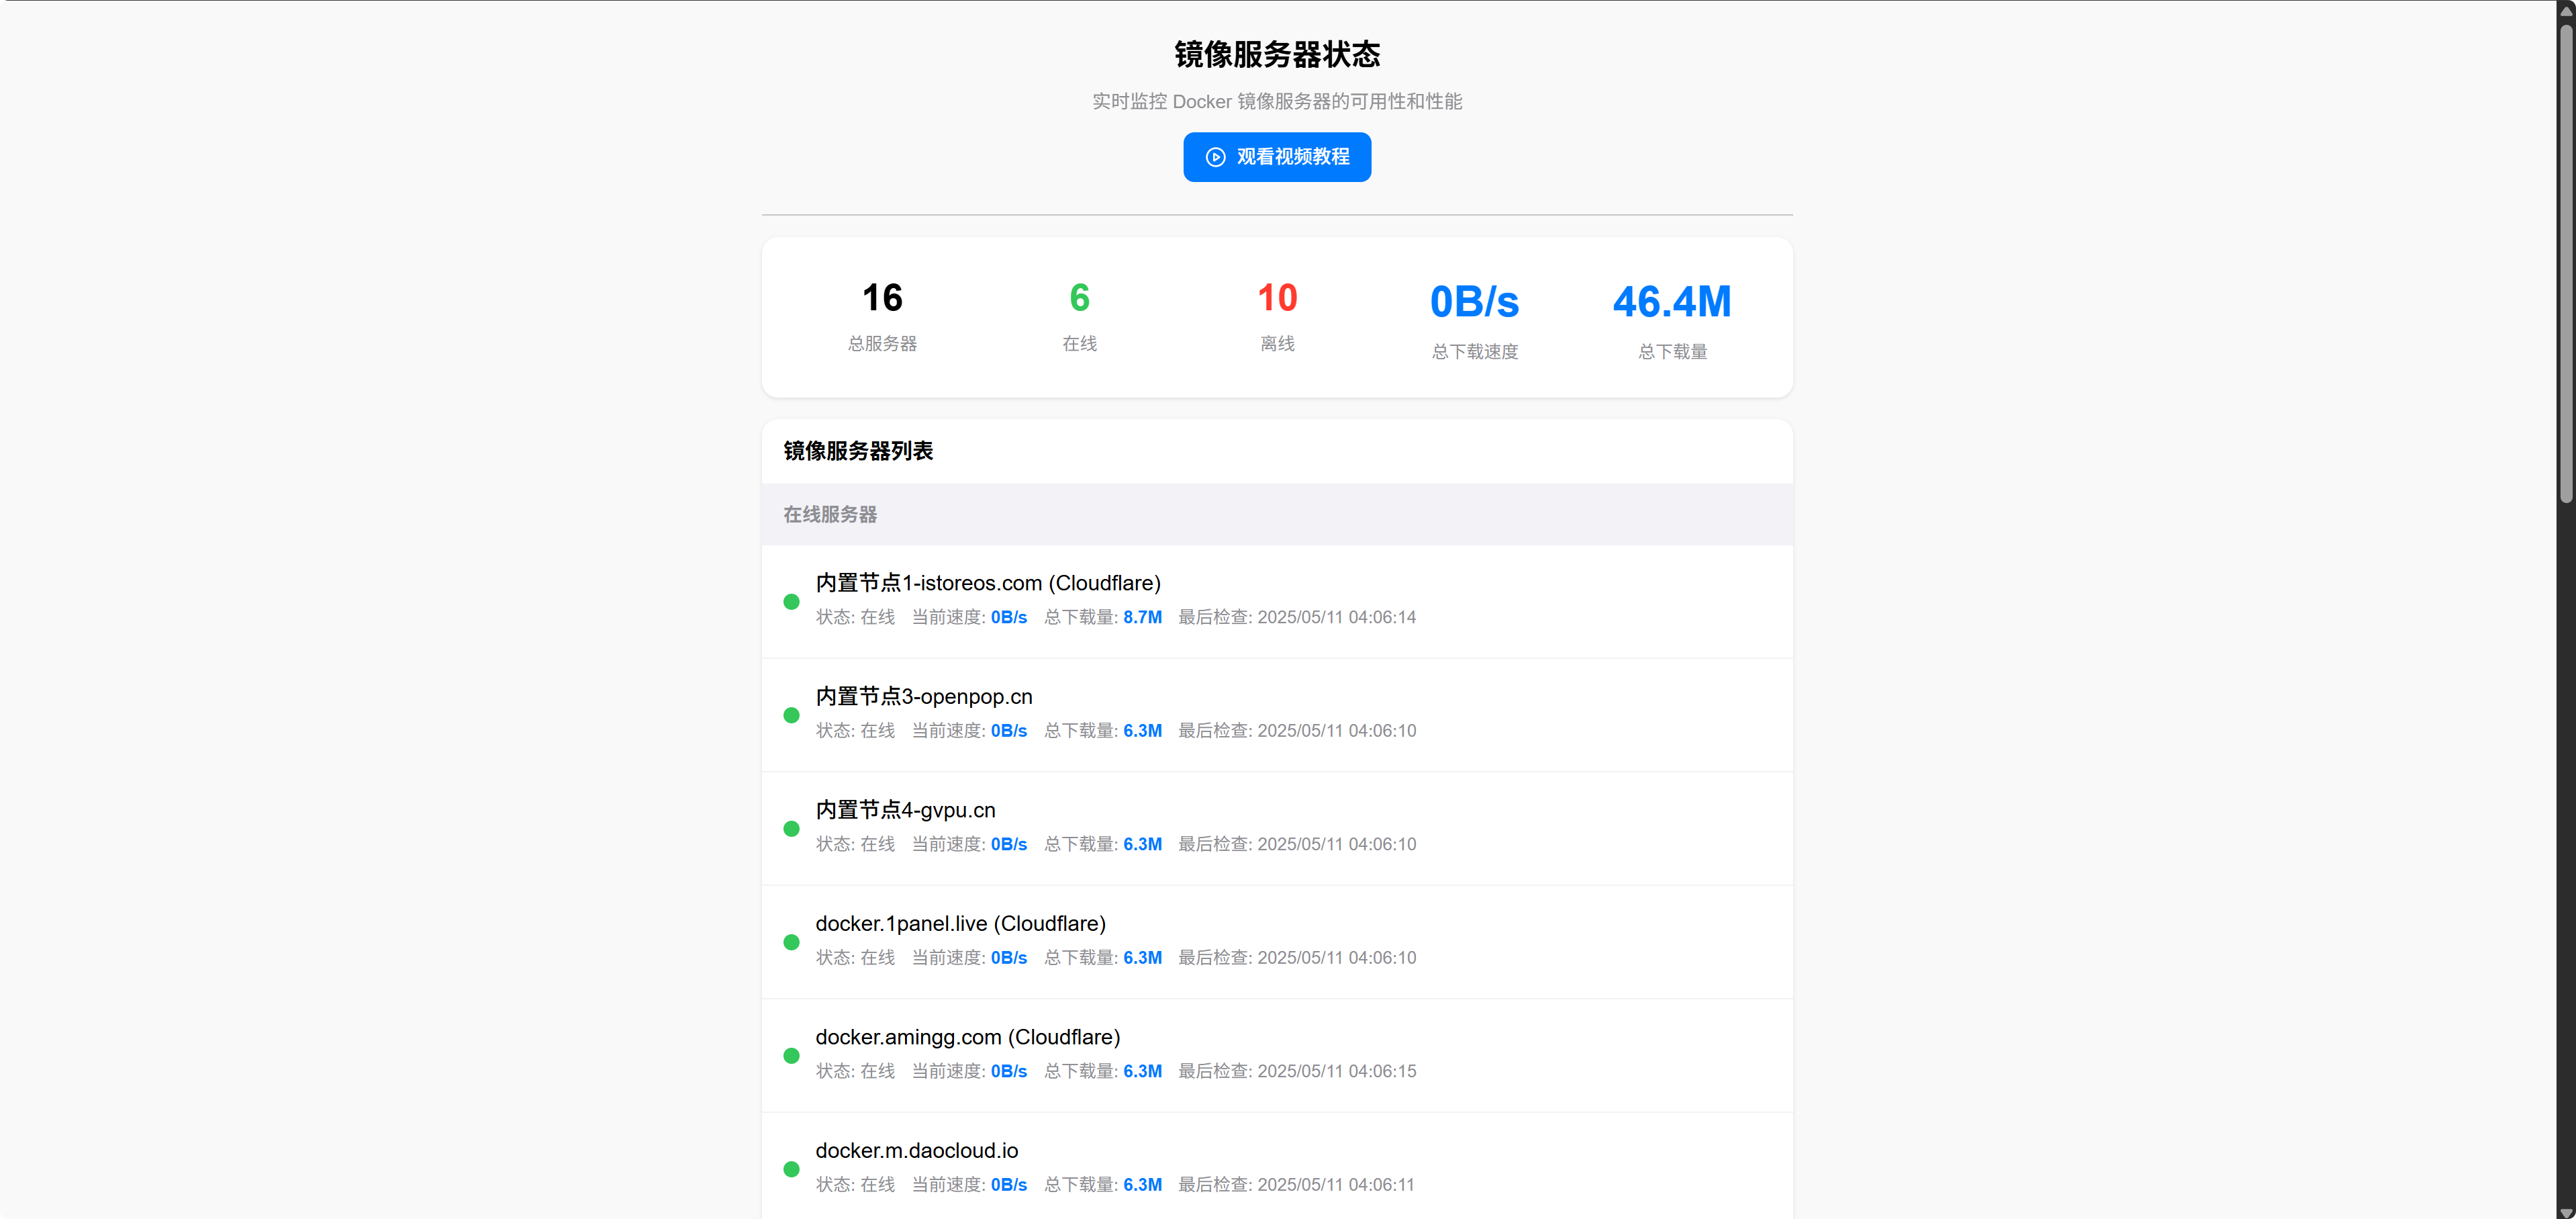 镜像服务器状态
实时监控 Docker 镜像服务器的可用性和性能
观看视频教程
16
总服务器
6
在线
10
离线
0B/s
总下载速度
46.4M
总下载量
镜像服务器列表
在线服务器
内置节点1-istoreos.com (Cloudflare)
状态: 在线 当前速度: 0B/s 总下载量: 8.7M 最后检查: 2025/05/11 04:06:14
内置节点3-openpop.cn
状态: 在线 当前速度: 0B/s 总下载量: 6.3M 最后检查: 2025/05/11 04:06:10
内置节点4-gvpu.cn
状态: 在线 当前速度: 0B/s 总下载量: 6.3M 最后检查: 2025/05/11 04:06:10
docker.1panel.live (Cloudflare)
状态: 在线 当前速度: 0B/s 总下载量: 6.3M 最后检查: 2025/05/11 04:06:10
docker.amingg.com (Cloudflare)
状态: 在线 当前速度: 0B/s 总下载量: 6.3M 最后检查: 2025/05/11 04:06:15
docker.m.daocloud.io
状态: 在线 当前速度: 0B/s 总下载量: 6.3M 最后检查: 2025/05/11 04:06:11